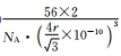 56×2
N_A · (4r/√3 ×10⁻¹⁰)³